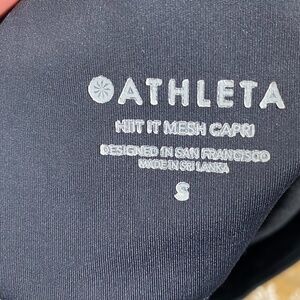 ATHLETA
HIIT IT MESH CAPRI
DESIGNED IN SAN FRANCISCO
MADE IN SRI LANKA
S